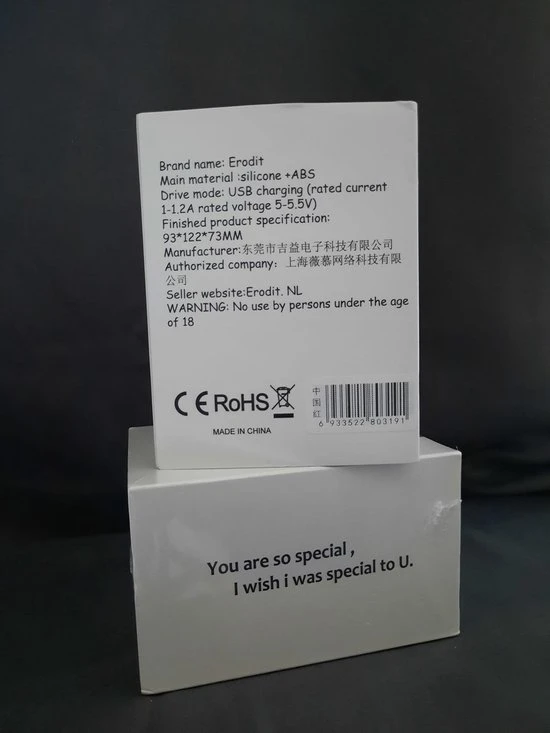 Brand name: Erodit
Main material :silicone +ABS
Drive mode: USB charging (rated current
1-1.2A rated voltage 5-5.5V)
Finished product specification:
93*122*73MM
Manufacturer:东莞市吉益电子科技有限公司
Authorized company: 上海薇慕网络科技有限
公司
Seller website:Erodit. NL
WARNING: No use by persons under the age
of 18
CE RoHS
MADE IN CHINA
中国红
6 933522 803191
You are so special ,
I wish i was special to U.